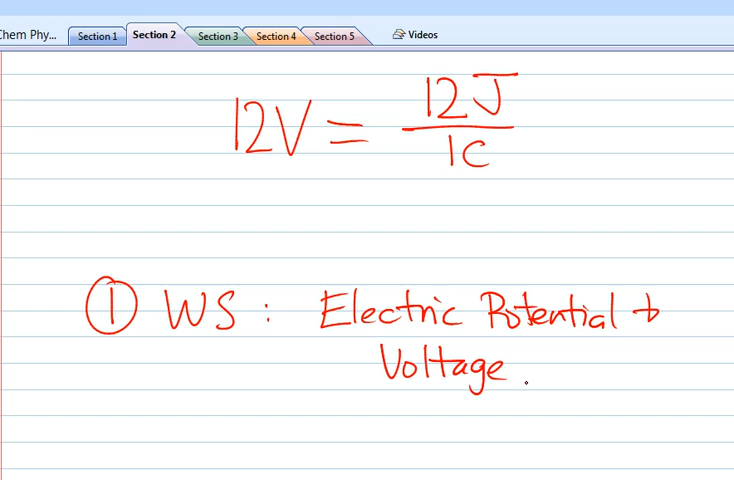 Chem Phy... Section 1 Section 2 Section 3 Section 4 Section 5 Videos
12V = 12 J / 1C
① WS : Electric Potential +
Voltage.